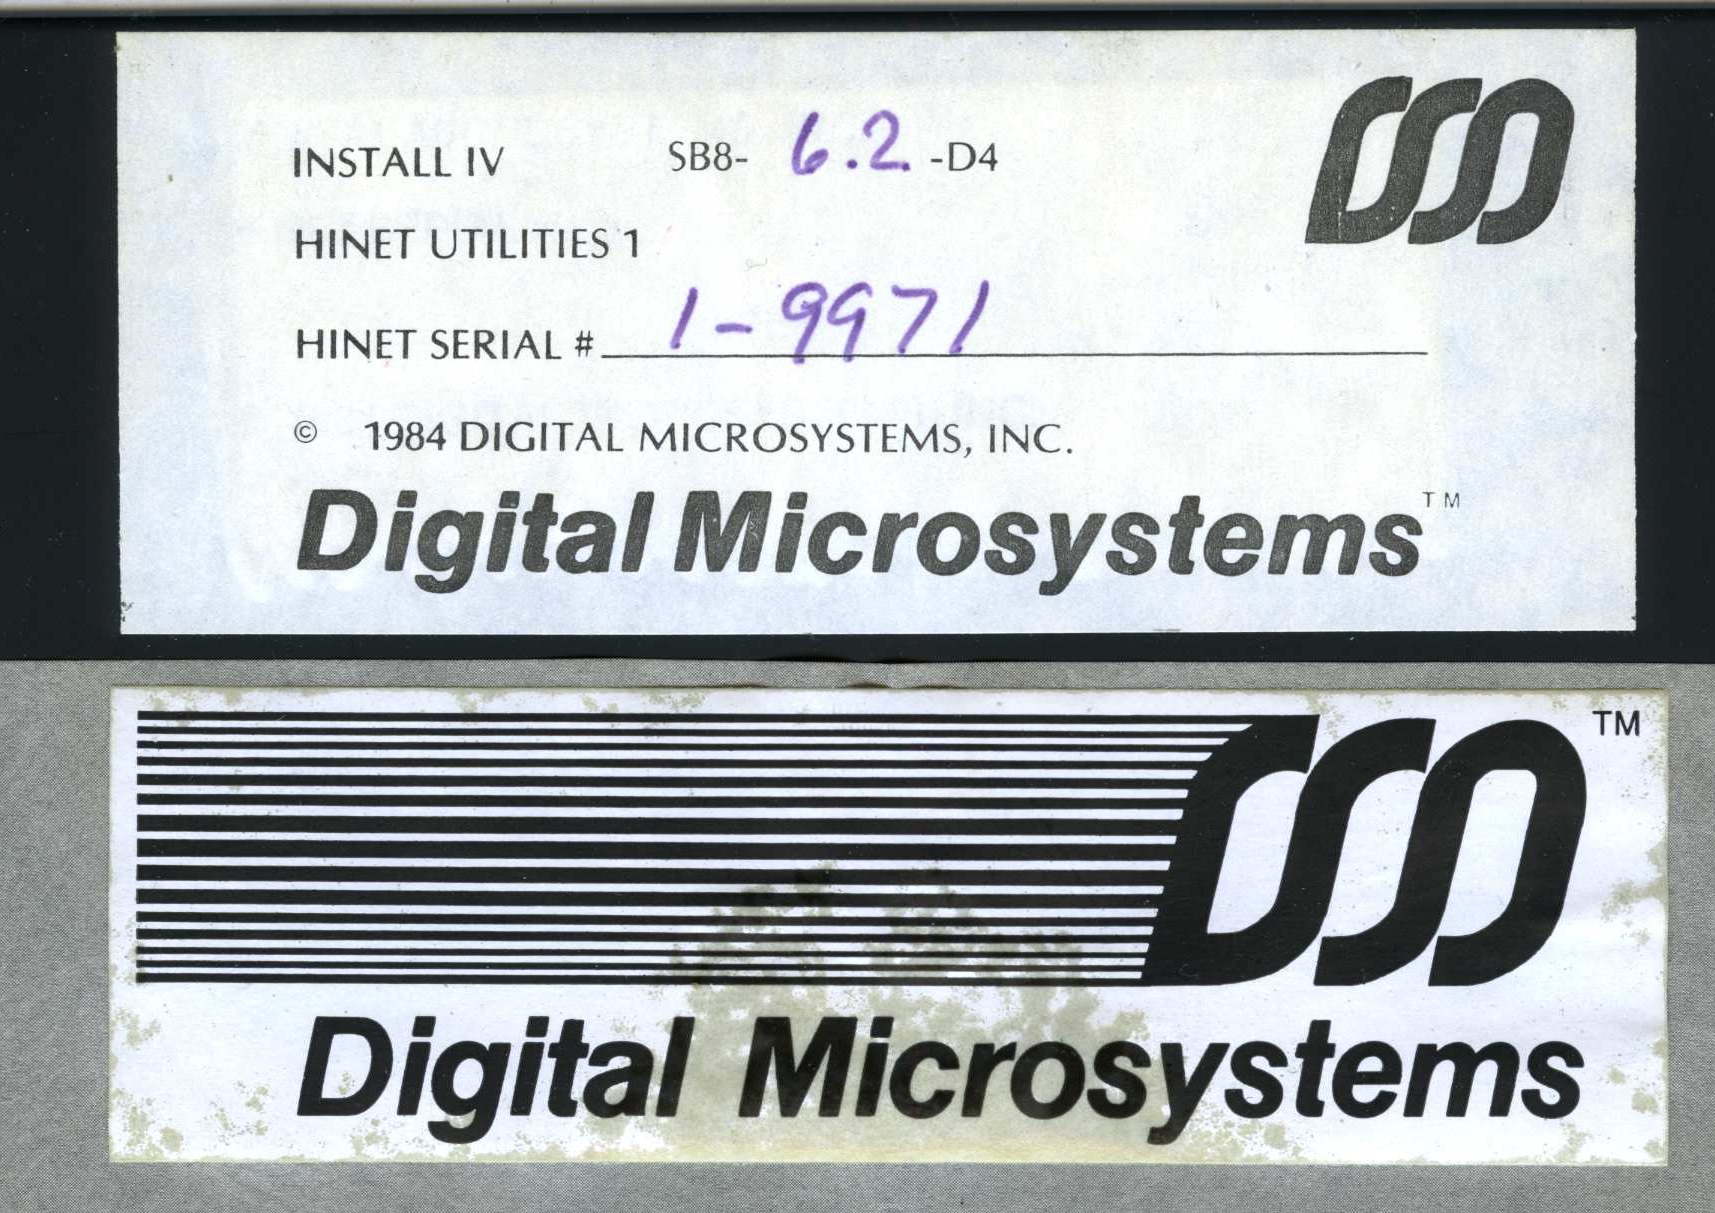 INSTALL IV SB8- 6.2 -D4
HINET UTILITIES 1
HINET SERIAL # 1-9971
© 1984 DIGITAL MICROSYSTEMS, INC.
Digital Microsystems TM
TM
Digital Microsystems